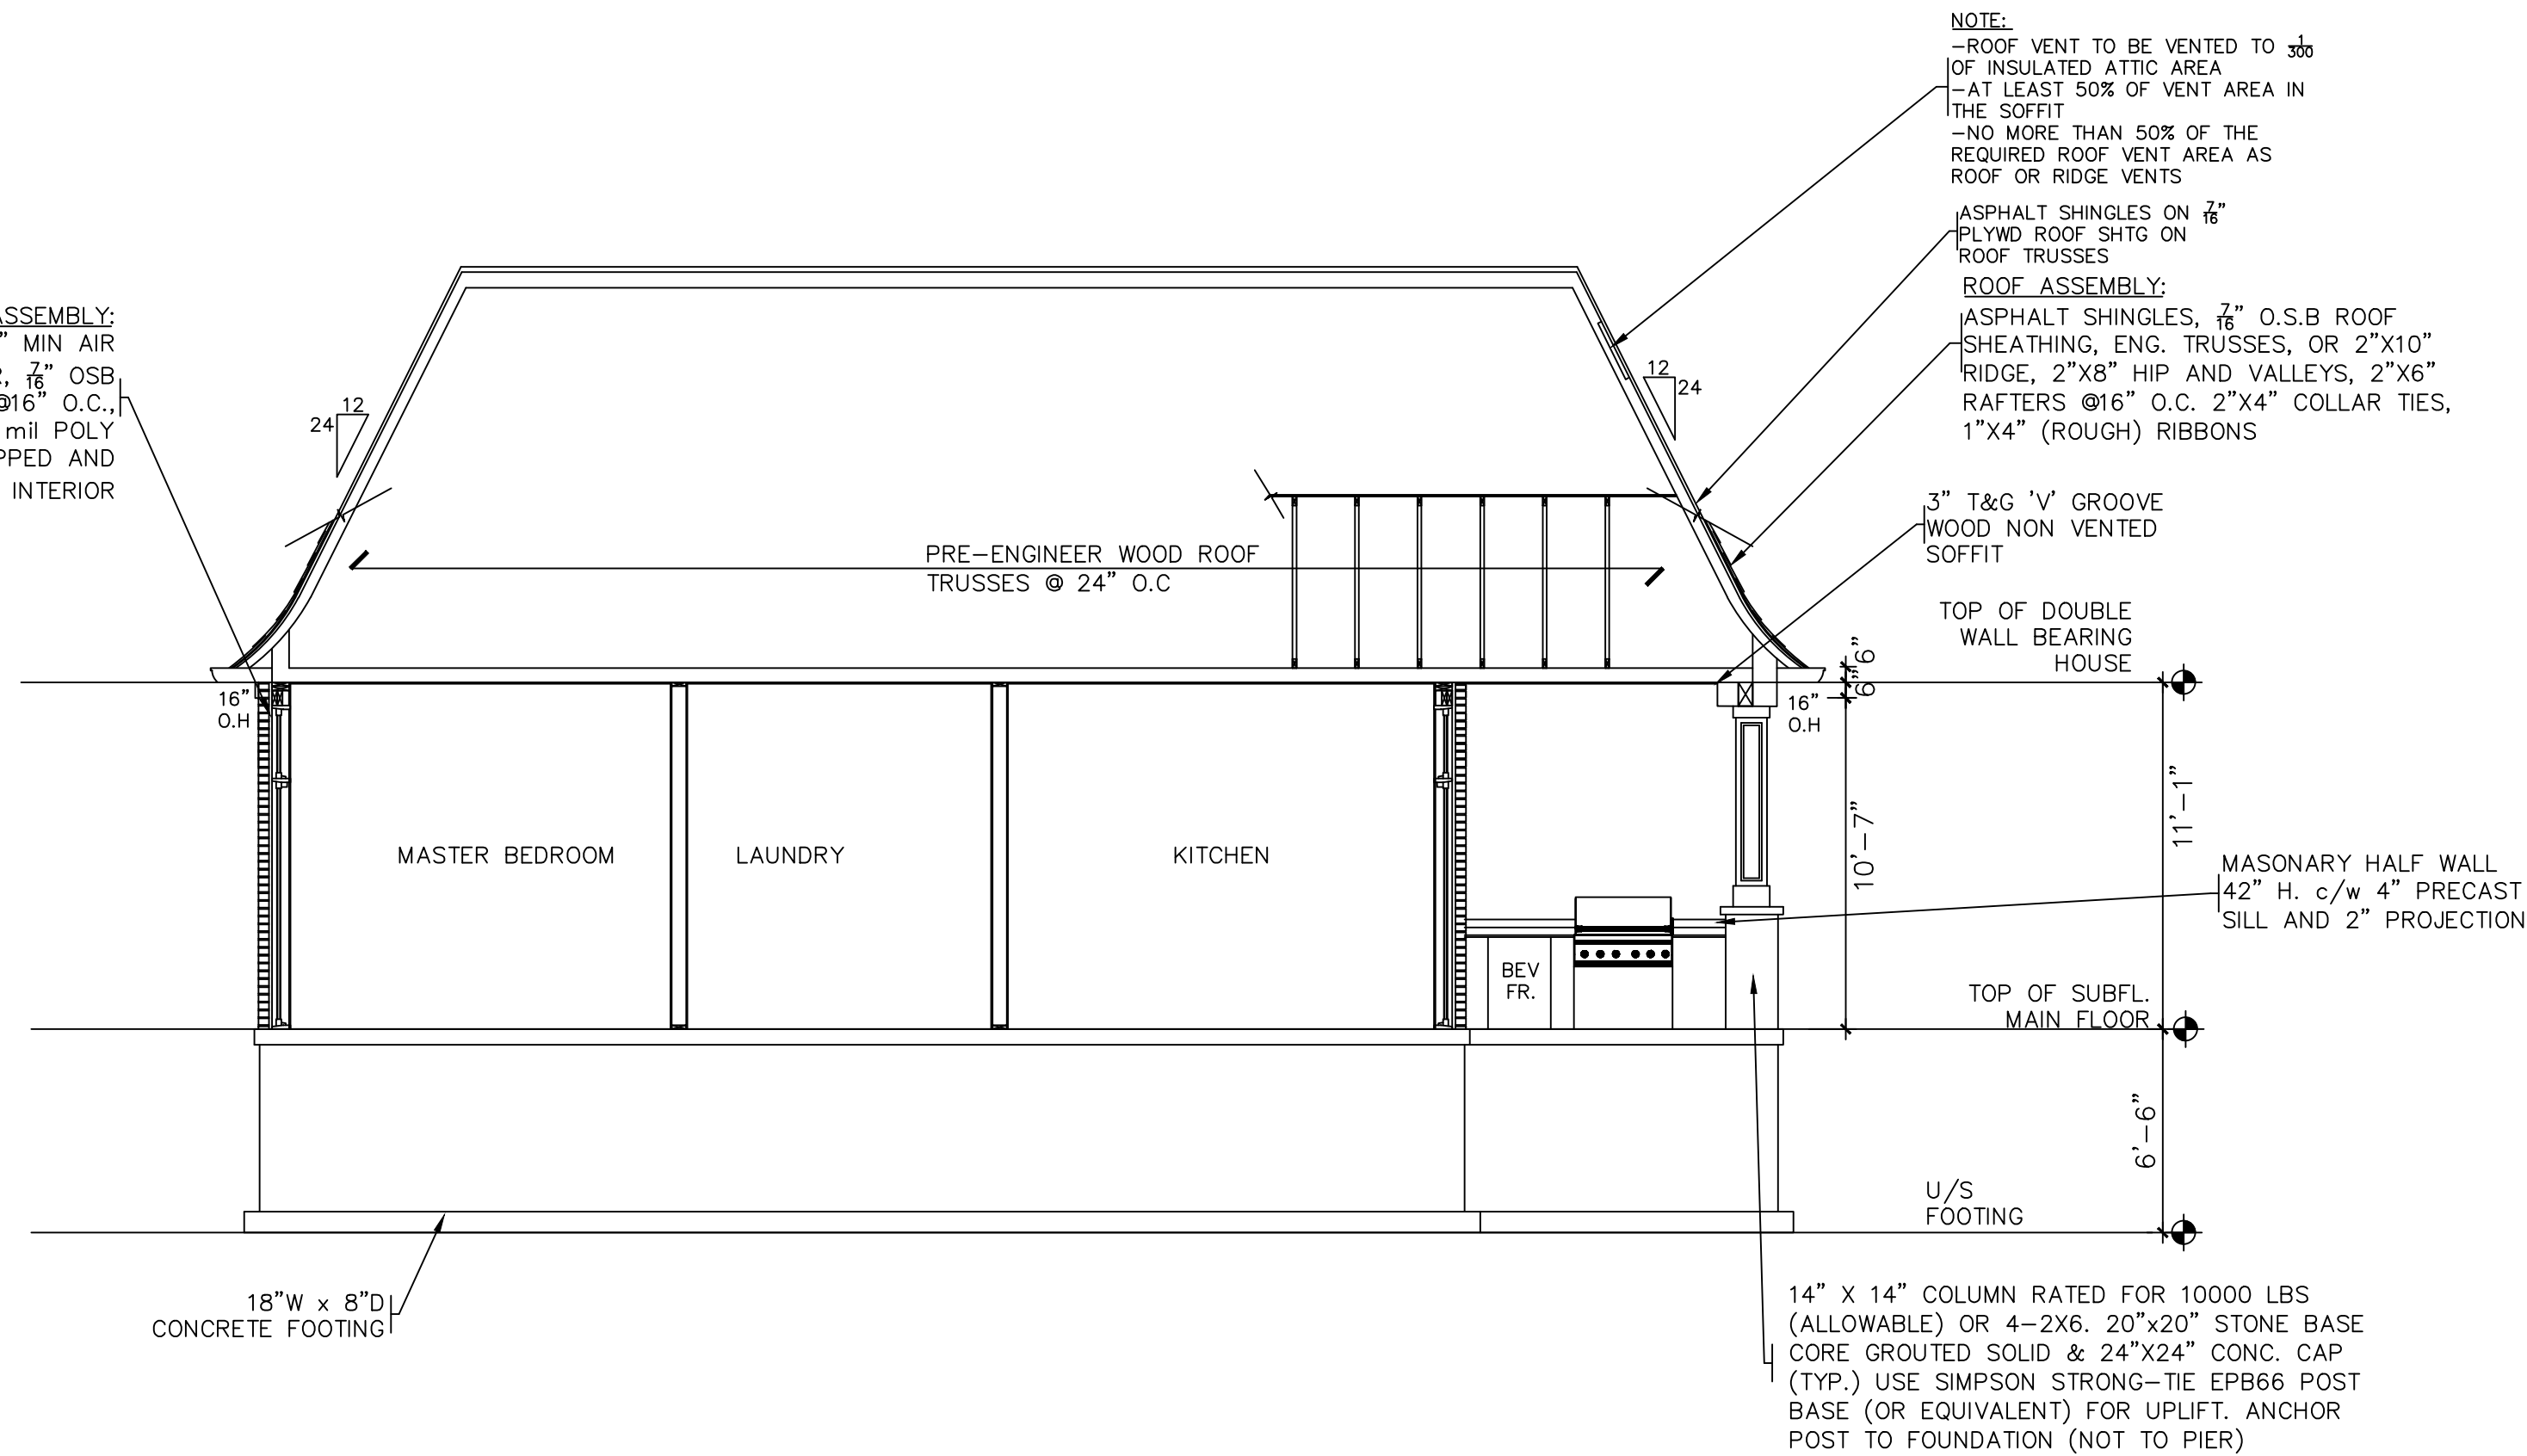 NOTE:
-ROOF VENT TO BE VENTED TO 1/300
OF INSULATED ATTIC AREA
-AT LEAST 50% OF VENT AREA IN
THE SOFFIT
-NO MORE THAN 50% OF THE
REQUIRED ROOF VENT AREA AS
ROOF OR RIDGE VENTS
ASPHALT SHINGLES ON 7/16"
PLYWD ROOF SHTG ON
ROOF TRUSSES
ROOF ASSEMBLY:
ASPHALT SHINGLES, 7/16" O.S.B ROOF
SHEATHING, ENG. TRUSSES, OR 2"X10"
RIDGE, 2"X8" HIP AND VALLEYS, 2"X6"
RAFTERS @16" O.C. 2"X4" COLLAR TIES,
1"X4" (ROUGH) RIBBONS
ASSEMBLY:
" MIN AIR
, 7/16" OSB
@16" O.C.,
mil POLY
PPED AND
INTERIOR
12
24
12
24
3" T&G 'V' GROOVE
WOOD NON VENTED
SOFFIT
PRE-ENGINEER WOOD ROOF
TRUSSES @ 24" O.C
TOP OF DOUBLE
WALL BEARING
HOUSE
6"
6"
16"
O.H
16"
O.H
11'-1"
10'-7"
MASTER BEDROOM
LAUNDRY
KITCHEN
MASONARY HALF WALL
42" H. c/w 4" PRECAST
SILL AND 2" PROJECTION
BEV
FR.
TOP OF SUBFL.
MAIN FLOOR
6'-6"
U/S
FOOTING
18"W x 8"D
CONCRETE FOOTING
14" X 14" COLUMN RATED FOR 10000 LBS
(ALLOWABLE) OR 4-2X6. 20"x20" STONE BASE
CORE GROUTED SOLID & 24"X24" CONC. CAP
(TYP.) USE SIMPSON STRONG-TIE EPB66 POST
BASE (OR EQUIVALENT) FOR UPLIFT. ANCHOR
POST TO FOUNDATION (NOT TO PIER)